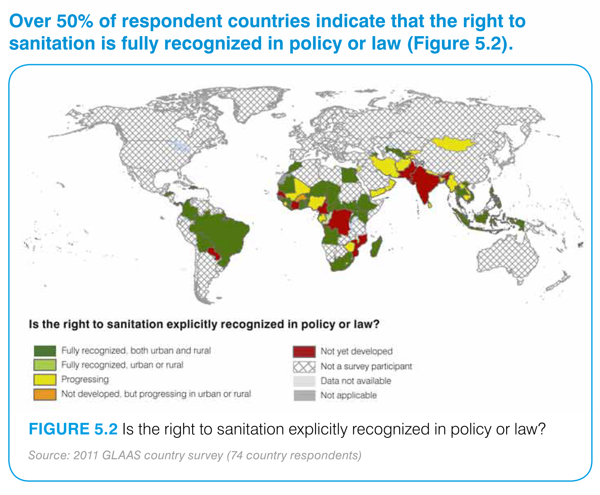 Over 50% of respondent countries indicate that the right to
sanitation is fully recognized in policy or law (Figure 5.2).
Is the right to sanitation explicitly recognized in policy or law?
Fully recognized, both urban and rural
Fully recognized, urban or rural
Progressing
Not developed, but progressing in urban or rural
Not yet developed
Not a survey participant
Data not available
Not applicable
FIGURE 5.2 Is the right to sanitation explicitly recognized in policy or law?
Source: 2011 GLAAS country survey (74 country respondents)